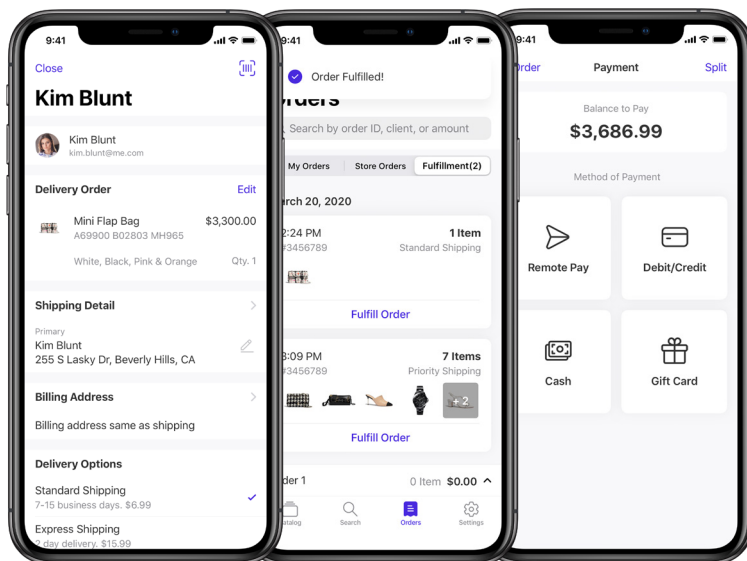 9:41
Close
Kim Blunt
Kim Blunt
kim.blunt@me.com
Delivery Order
Edit
Mini Flap Bag $3,300.00
A69900 B02803 MH965
White, Black, Pink & Orange Qty. 1
Shipping Detail
Primary
Kim Blunt
255 S Lasky Dr, Beverly Hills, CA
Billing Address
Billing address same as shipping
Delivery Options
Standard Shipping
7-15 business days. $6.99
Express Shipping
2 day delivery. $15.99
9:41
Order Fulfilled!
Search by order ID, client, or amount
My Orders Store Orders Fulfillment(2)
20, 2020
2:24 PM 1 Item
#3456789 Standard Shipping
Fulfill Order
3:09 PM 7 Items
#3456789 Priority Shipping
+ 2
Fulfill Order
1 0 Item $0.00
Search Orders Settings
9:41
Payment Split
Balance to Pay
$3,686.99
Method of Payment
Remote Pay Debit/Credit
Cash Gift Card